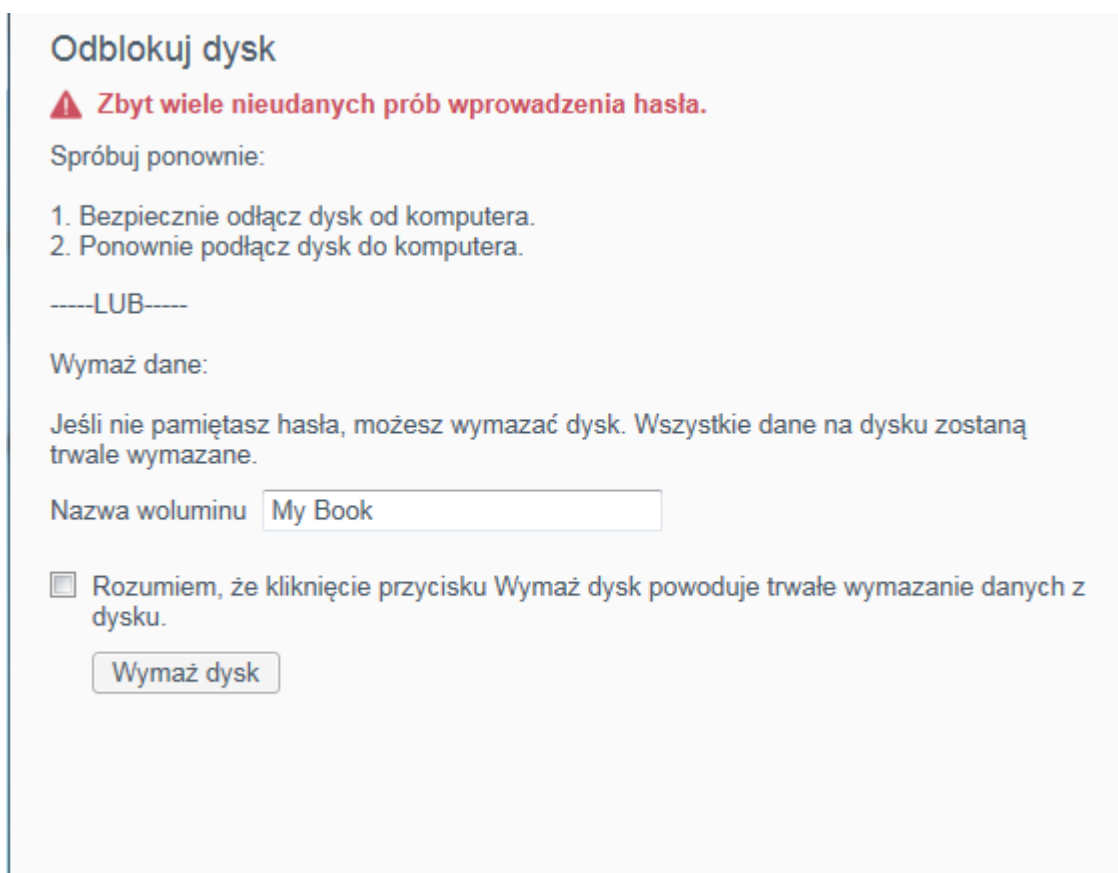 Odblokuj dysk
Zbyt wiele nieudanych prób wprowadzenia hasła.
Spróbuj ponownie:
1. Bezpiecznie odłącz dysk od komputera.
2. Ponownie podłącz dysk do komputera.
-----LUB-----
Wymaż dane:
Jeśli nie pamiętasz hasła, możesz wymazać dysk. Wszystkie dane na dysku zostaną
trwale wymazane.
Nazwa woluminu My Book
Rozumiem, że kliknięcie przycisku Wymaż dysk powoduje trwałe wymazanie danych z
dysku.
Wymaż dysk